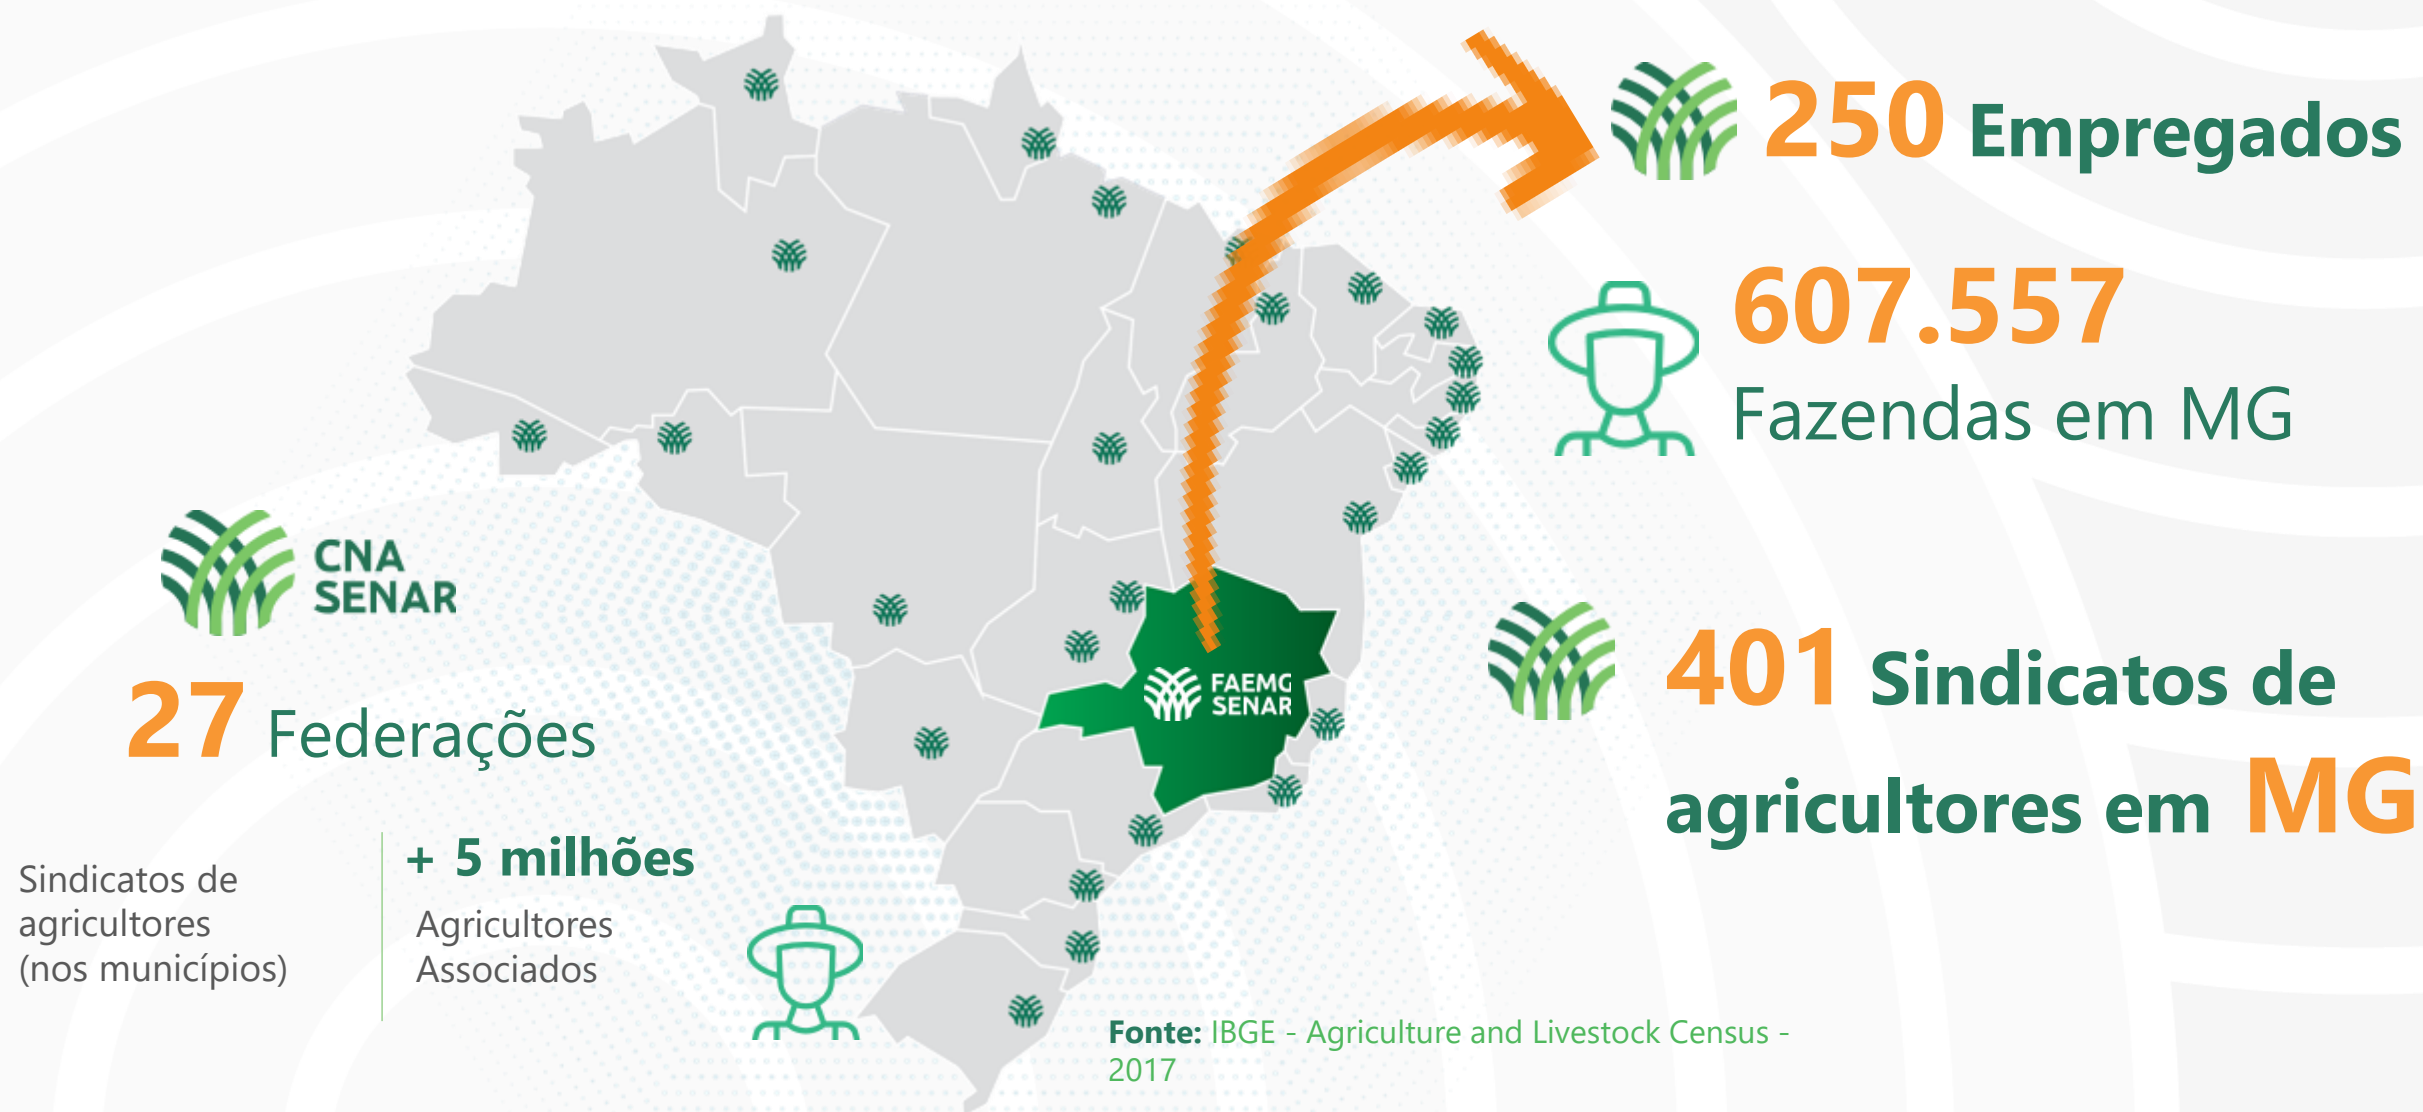 CNA
SENAR
27 Federações
Sindicatos de
agricultores
(nos municípios)
+ 5 milhões
Agricultores
Associados
FAEMG
SENAR
250 Empregados
607.557
Fazendas em MG
401 Sindicatos de
agricultores em MG
Fonte: IBGE - Agriculture and Livestock Census -
2017